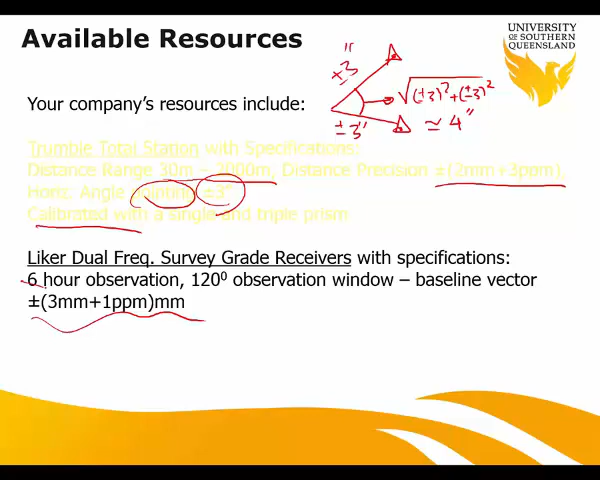 Available Resources
UNIVERSITY
OF SOUTHERN
QUEENSLAND
±3"
√(±3)²+(±3)²
±3" ≃ 4"
Your company's resources include:
Trumble Total Station with Specifications:
Distance Range 30m – 3000m, Distance Precision ±(2mm+3ppm),
Horiz. Angle pointing ±3"
Calibrated with a single and triple prism
Liker Dual Freq. Survey Grade Receivers with specifications:
6 hour observation, 120⁰ observation window – baseline vector
±(3mm+1ppm)mm